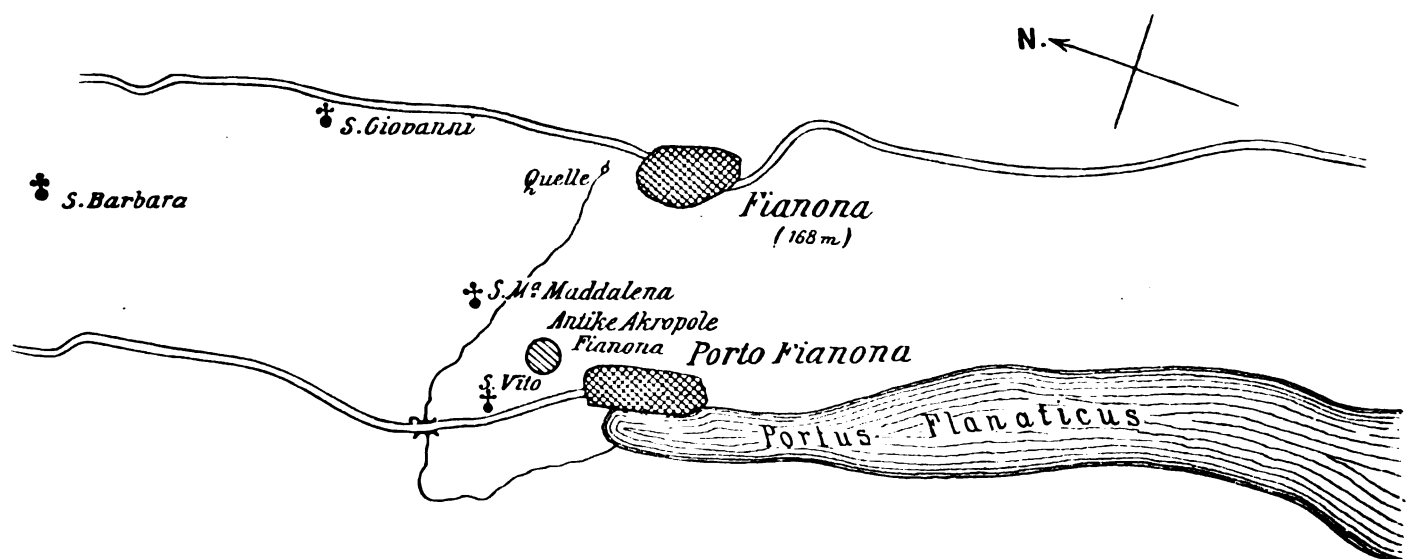 N.
S. Giovanni
Quelle
S. Barbara
Fianona
(168 m)
S. Mª Maddalena
Antike Akropole
Fianona
Porto Fianona
S. Vito
Portus Flanaticus